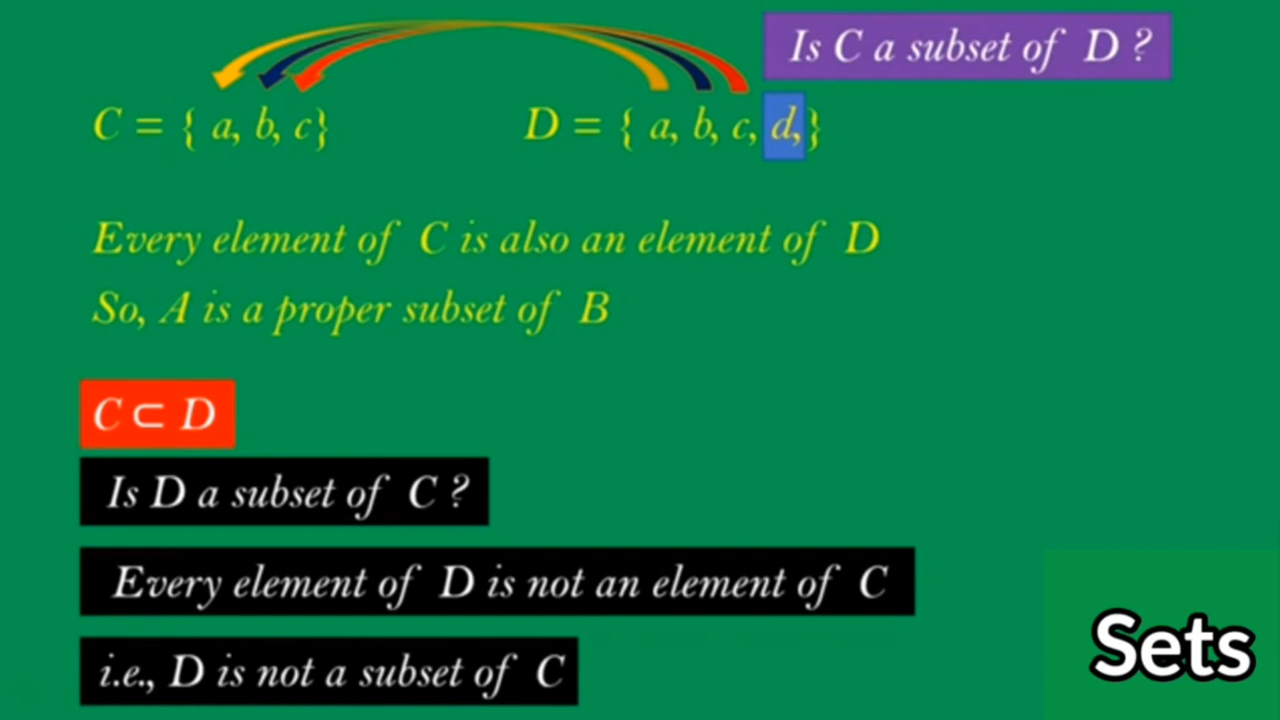 Is C a subset of D ?
C = { a, b, c} D = { a, b, c, d,}
Every element of C is also an element of D
So, A is a proper subset of B
C ⊂ D
Is D a subset of C ?
Every element of D is not an element of C
i.e., D is not a subset of C
Sets